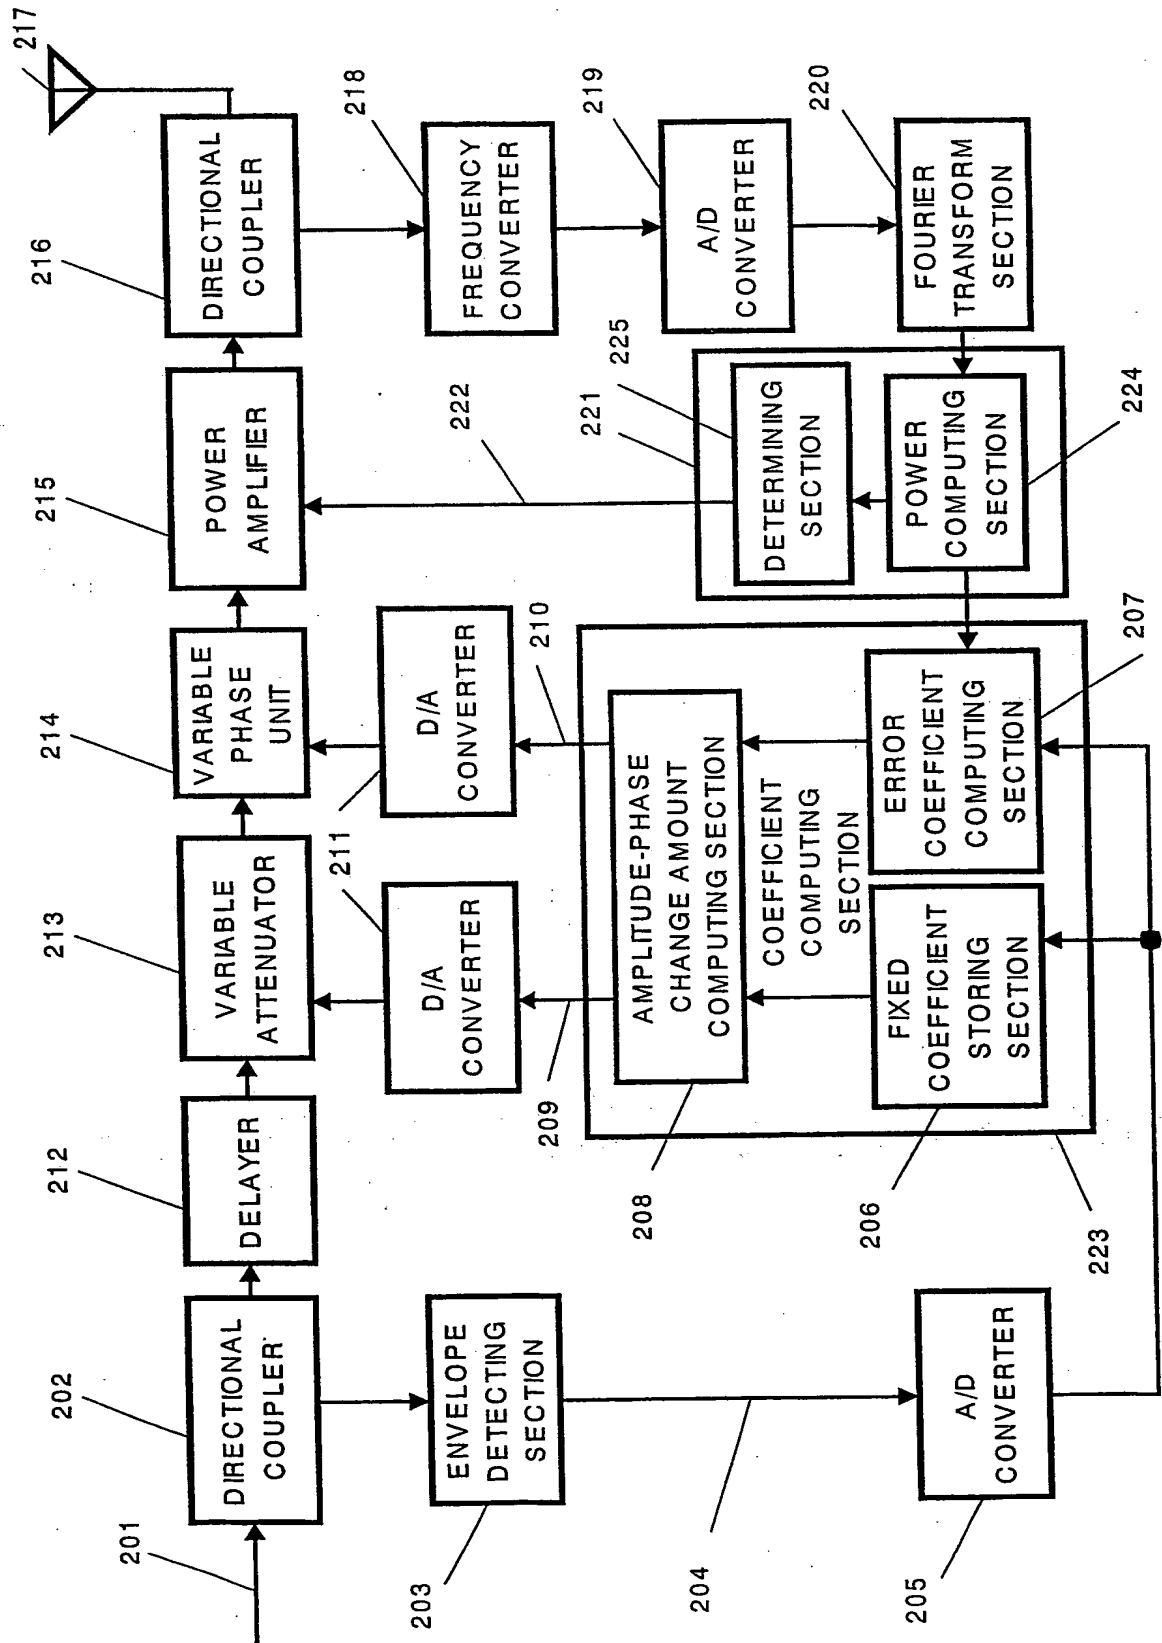 201
202
DIRECTIONAL
COUPLER
212
DELAYER
213
VARIABLE
ATTENUATOR
214
VARIABLE
PHASE
UNIT
215
POWER
AMPLIFIER
216
DIRECTIONAL
COUPLER
217
203
ENVELOPE
DETECTING
SECTION
211
D/A
CONVERTER
D/A
CONVERTER
222
218
FREQUENCY
CONVERTER
204
209
210
221
225
219
A/D
CONVERTER
208
AMPLITUDE-PHASE
CHANGE AMOUNT
COMPUTING SECTION
COEFFICIENT
COMPUTING
SECTION
DETERMINING
SECTION
205
A/D
CONVERTER
206
FIXED
COEFFICIENT
STORING
SECTION
ERROR
COEFFICIENT
COMPUTING
SECTION
207
POWER
COMPUTING
SECTION
224
220
FOURIER
TRANSFORM
SECTION
223